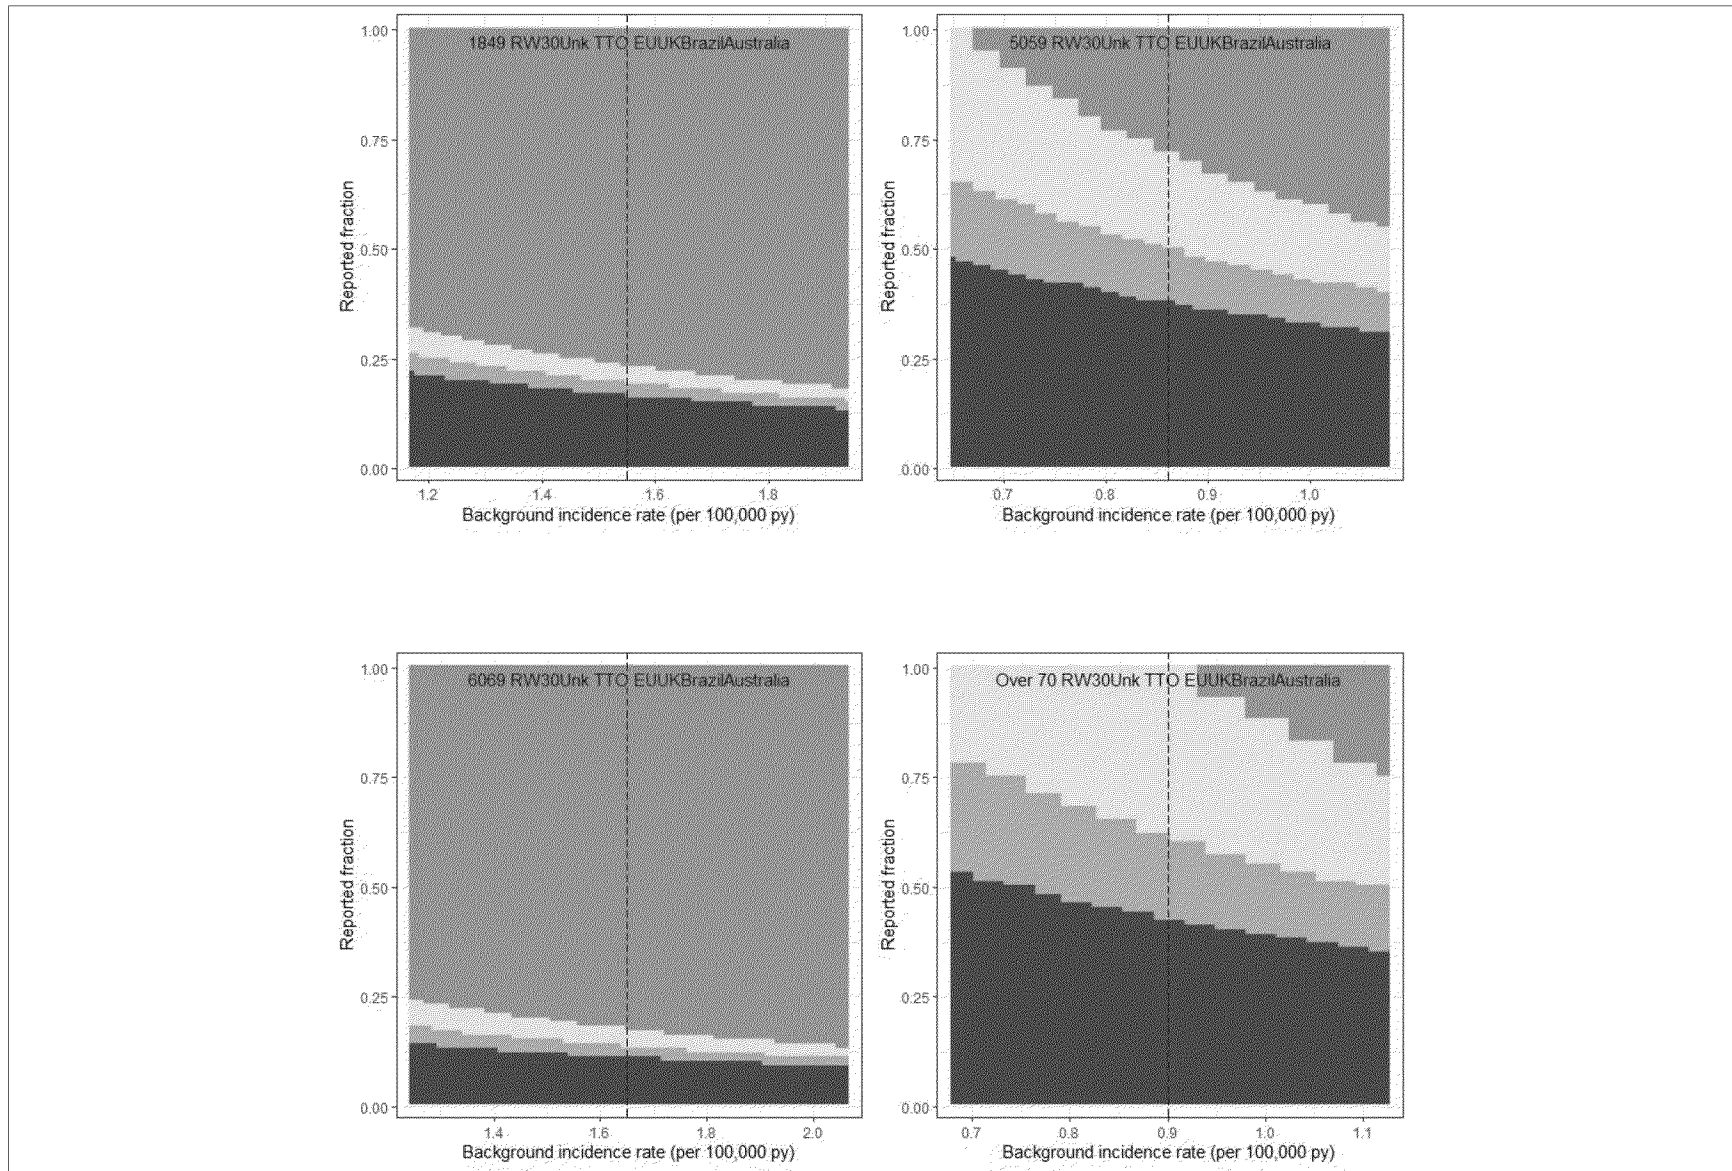 1849 RW30Unk TTO EUUKBrazilAustralia
1.00
0.75
0.50
0.25
0.00
Reported fraction
1.2 1.4 1.6 1.8
Background incidence rate (per 100,000 py)
5059 RW30Unk TTO EUUKBrazilAustralia
1.00
0.75
0.50
0.25
0.00
Reported fraction
0.7 0.8 0.9 1.0
Background incidence rate (per 100,000 py)
6069 RW30Unk TTO EUUKBrazilAustralia
1.00
0.75
0.50
0.25
0.00
Reported fraction
1.4 1.6 1.8 2.0
Background incidence rate (per 100,000 py)
Over 70 RW30Unk TTO EUUKBrazilAustralia
1.00
0.75
0.50
0.25
0.00
Reported fraction
0.7 0.8 0.9 1.0 1.1
Background incidence rate (per 100,000 py)